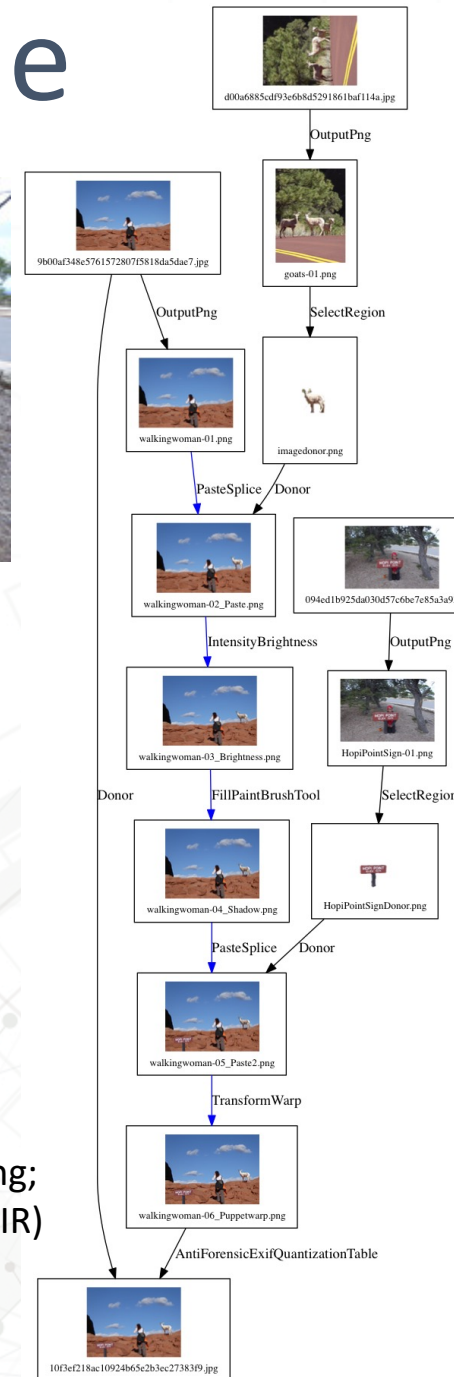 e
d00a6885cdf93e6b8d5291861baf114a.jpg
OutputPng
9b00af348e5761572807f5818da5dae7.jpg
goats-01.png
OutputPng
SelectRegion
walkingwoman-01.png
imagedonor.png
PasteSplice
Donor
walkingwoman-02_Paste.png
094ed1b925da030d57c6be7e85a3a9
IntensityBrightness
OutputPng
walkingwoman-03_Brightness.png
HopiPointSign-01.png
Donor
FillPaintBrushTool
SelectRegion
walkingwoman-04_Shadow.png
HOPI POINT
HopiPointSignDonor.png
PasteSplice
Donor
walkingwoman-05_Paste2.png
TransformWarp
ng;
walkingwoman-06_Puppetwarp.png
IR)
AntiForensicExifQuantizationTable
10f3ef218ac10924b65e2b3ec27383f9.jpg